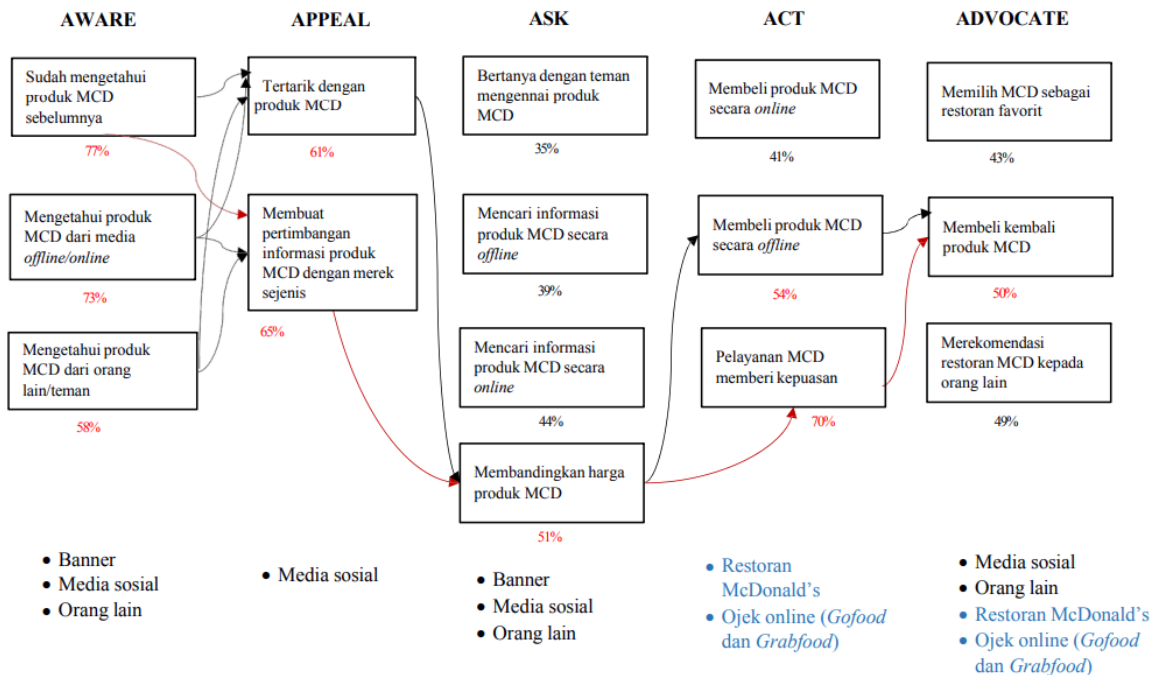 AWARE
Sudah mengetahui
produk MCD
sebelumnya
77%
Mengetahui produk
MCD dari media
offline/online
73%
Mengetahui produk
MCD dari orang
lain/teman
58%
• Banner
• Media sosial
• Orang lain
APPEAL
Tertarik dengan
produk MCD
61%
Membuat
pertimbangan
informasi produk
MCD dengan merek
sejenis
65%
• Media sosial
ASK
Bertanya dengan teman
mengennai produk
MCD
35%
Mencari informasi
produk MCD secara
offline
39%
Mencari informasi
produk MCD secara
online
44%
Membandingkan harga
produk MCD
51%
• Banner
• Media sosial
• Orang lain
ACT
Membeli produk MCD
secara online
41%
Membeli produk MCD
secara offline
54%
Pelayanan MCD
memberi kepuasan
70%
• Restoran
McDonald's
• Ojek online (Gofood
dan Grabfood)
ADVOCATE
Memilih MCD sebagai
restoran favorit
43%
Membeli kembali
produk MCD
50%
Merekomendasi
restoran MCD kepada
orang lain
49%
• Media sosial
• Orang lain
• Restoran McDonald's
• Ojek online (Gofood
dan Grabfood)